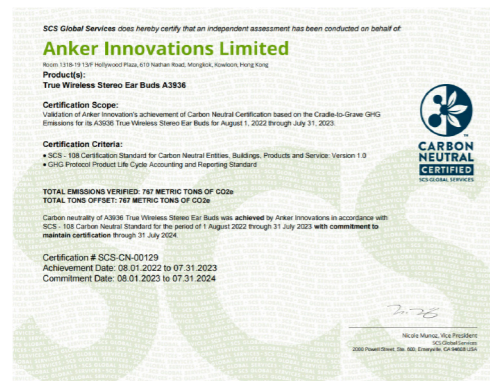 SCS Global Services does hereby certify that an independent assessment has been conducted on behalf of:
Anker Innovations Limited
Room 1318-19 13/F Hollywood Plaza, 610 Nathan Road, Mongkok, Kowloon, Hong Kong
Product(s):
True Wireless Stereo Ear Buds A3936
Certification Scope:
Validation of Anker Innovation's achievement of Carbon Neutral Certification based on the Cradle-to-Grave GHG
Emissions for its A3936 True Wireless Stereo Ear Buds for August 1, 2022 through July 31, 2023.
Certification Criteria:
• SCS - 108 Certification Standard for Carbon Neutral Entities, Buildings, Products and Service: Version 1.0
• GHG Protocol Product Life Cycle Accounting and Reporting Standard
CARBON
NEUTRAL
CERTIFIED
SCS GLOBAL SERVICES
TOTAL EMISSIONS VERIFIED: 767 METRIC TONS OF CO2e
TOTAL TONS OFFSET: 767 METRIC TONS OF CO2e
Carbon neutrality of A3936 True Wireless Stereo Ear Buds was achieved by Anker Innovations in accordance with
SCS - 108 Carbon Neutral Standard for the period of 1 August 2022 through 31 July 2023 with commitment to
maintain certification through 31 July 2024.
Certification # SCS-CN-00129
Achievement Date: 08.01.2022 to 07.31.2023
Commitment Date: 08.01.2023 to 07.31.2024
Nicole Munoz, Vice President
SCS Global Services
2000 Powell Street, Ste. 600, Emeryville, CA 94608 USA
SCS